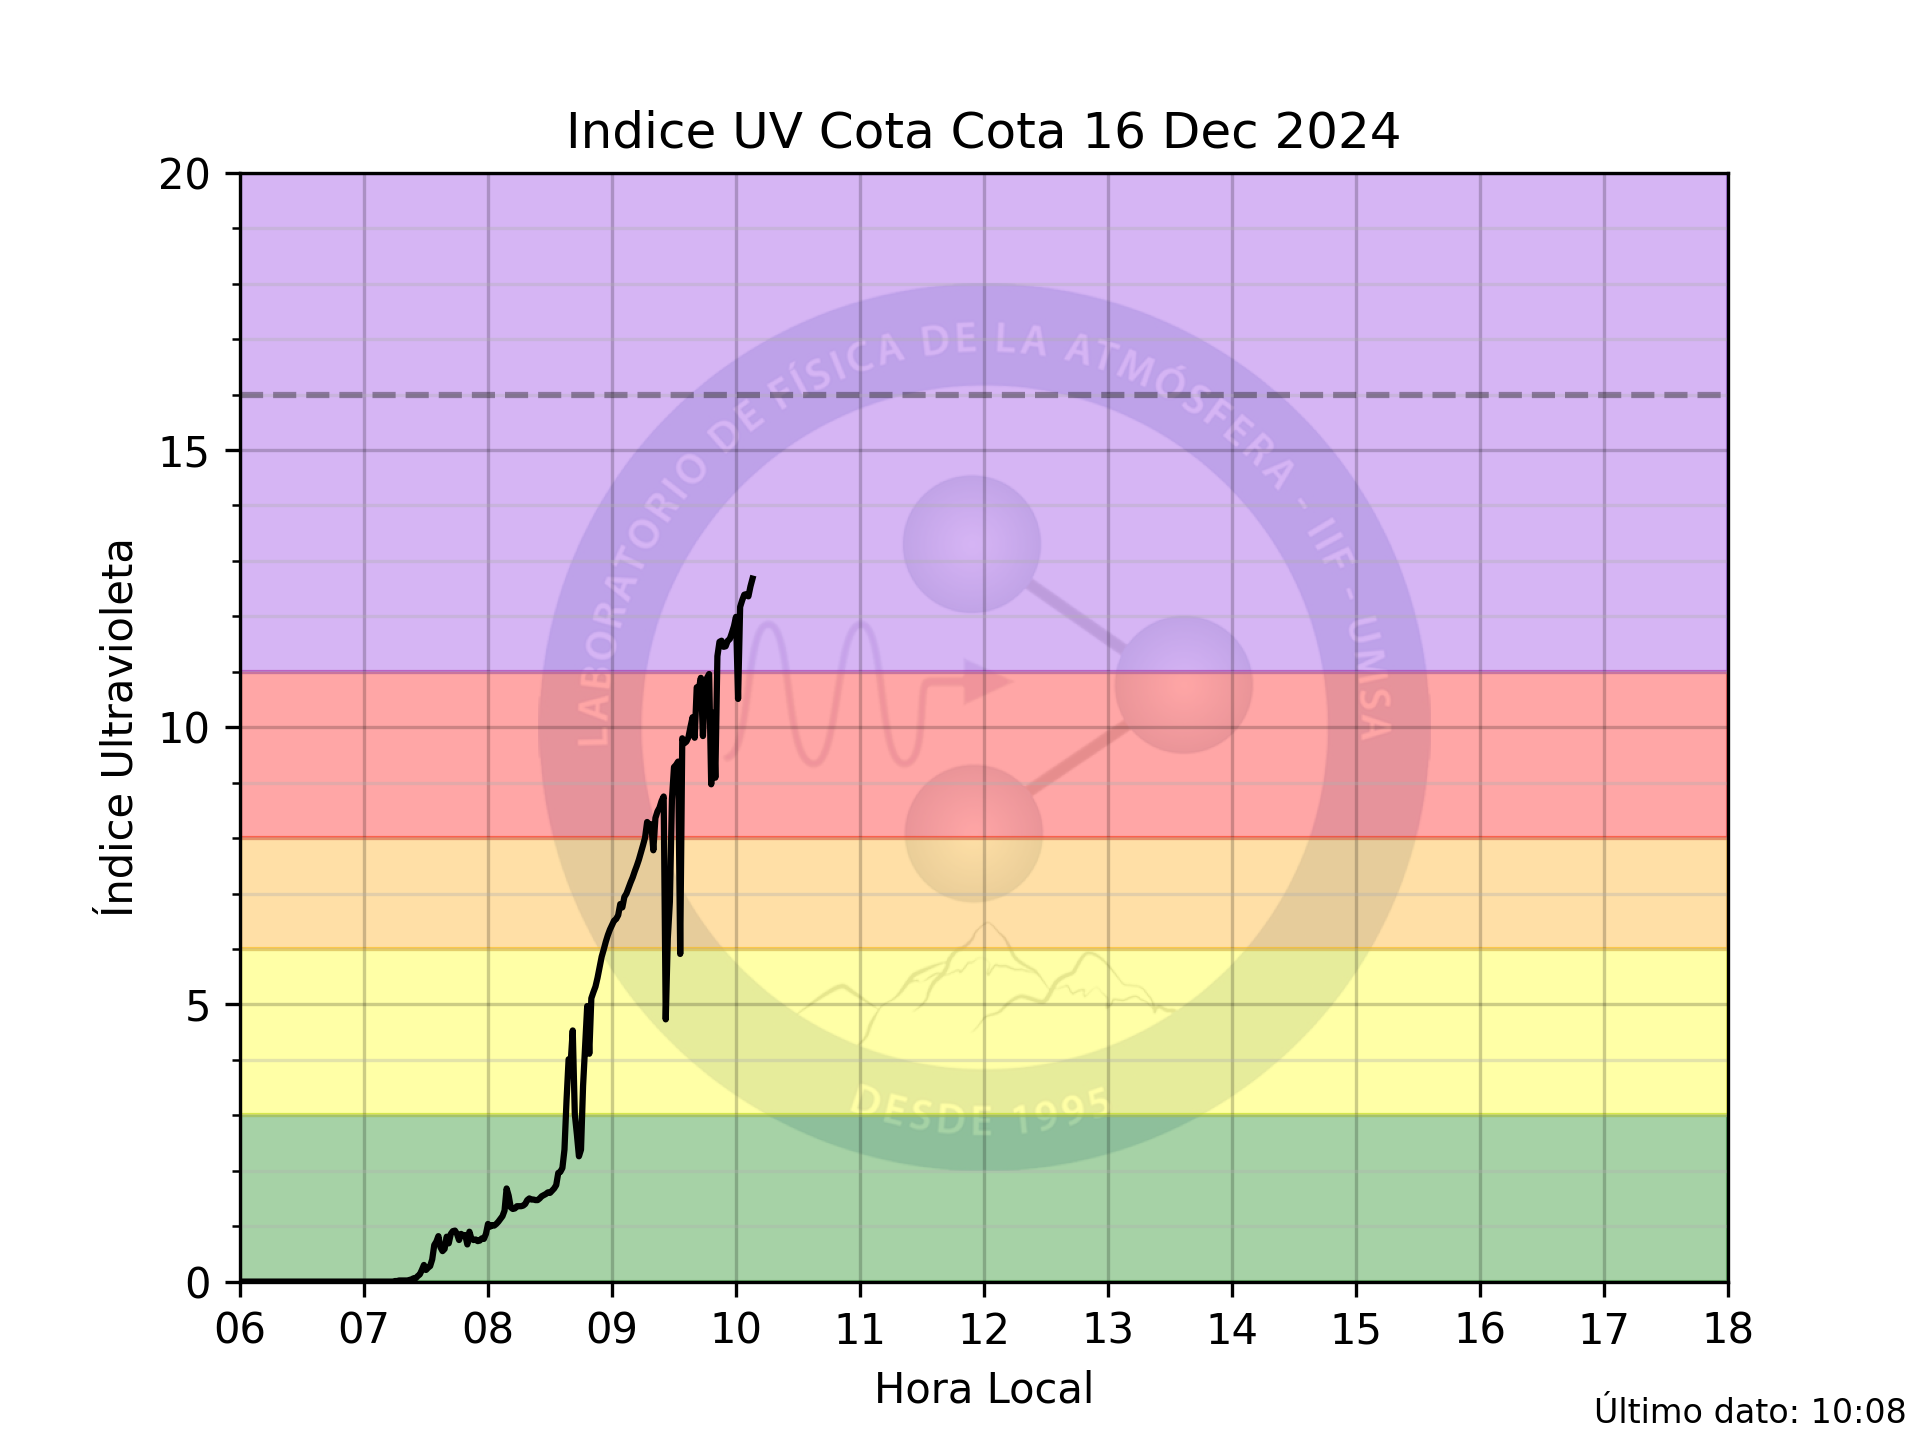 Indice UV Cota Cota 16 Dec 2024
20
15
10
5
0
Índice Ultravioleta
LABORATORIO DE FÍSICA DE LA ATMÓSFERA - IIF - UMSA
DESDE 1995
06 07 08 09 10 11 12 13 14 15 16 17 18
Hora Local
Último dato: 10:08